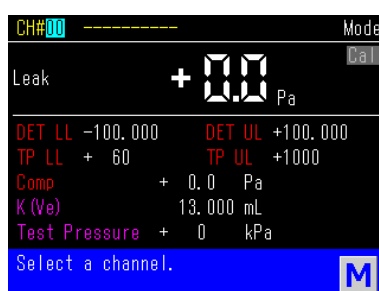 CH#00 ---------- Mode
Cal
Leak + 0.0 Pa
DET LL -100.000 DET UL +100.000
TP LL + 60 TP UL +1000
Comp + 0.0 Pa
K(Ve) 13.000 mL
Test Pressure + 0 kPa
Select a channel.
M